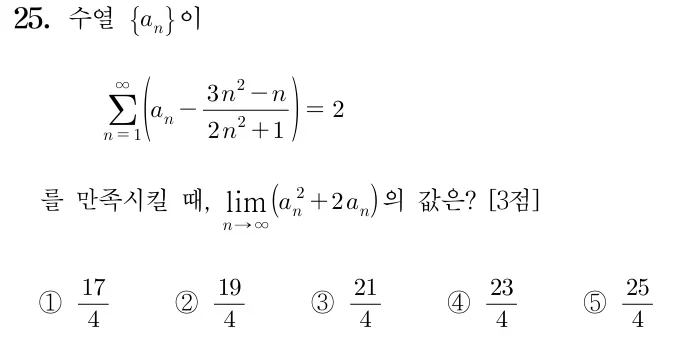 25. 수열 {aₙ}이
∑ₙ₌₁^∞ (aₙ − (3n² − n)/(2n² + 1)) = 2
를 만족시킬 때, lim_{n→∞} (aₙ² + 2aₙ)의 값은? [3점]
① 17/4 ② 19/4 ③ 21/4 ④ 23/4 ⑤ 25/4